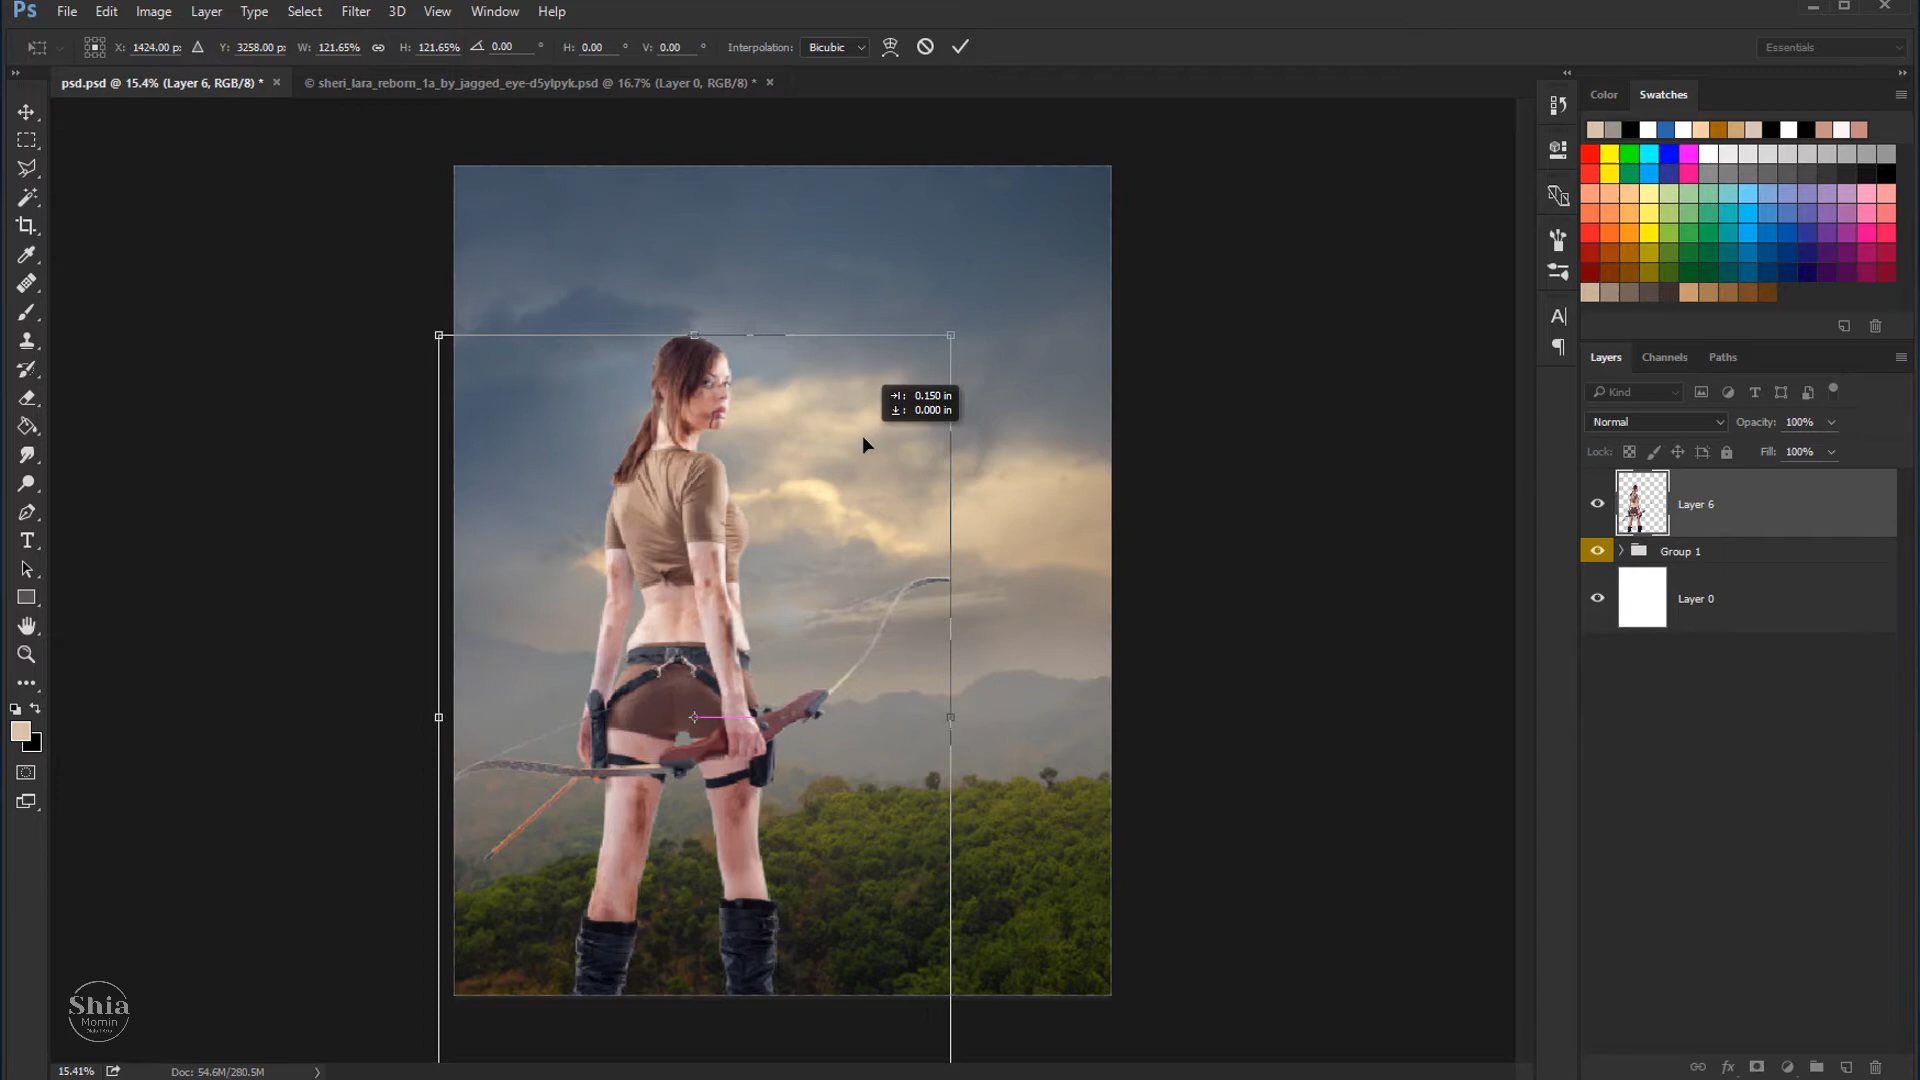 Ps File Edit Image Layer Type Select Filter 3D View Window Help
X: 1424.00 p: Y: 3258.00 p: W: 121.65% H: 121.65% 0.00 ° H: 0.00 ° V: 0.00 ° Interpolation: Bicubic Essentials
psd.psd @ 15.4% (Layer 6, RGB/8) * × © sheri_lara_reborn_1a_by_jagged_eye-d5ylpyk.psd @ 16.7% (Layer 0, RGB/8) * ×
Color Swatches
Layers Channels Paths
Kind
Normal Opacity: 100%
Lock: Fill: 100%
Layer 6
Group 1
Layer 0
0.150 in
0.000 in
Shia
Momin
15.41% Doc: 54.6M/280.5M